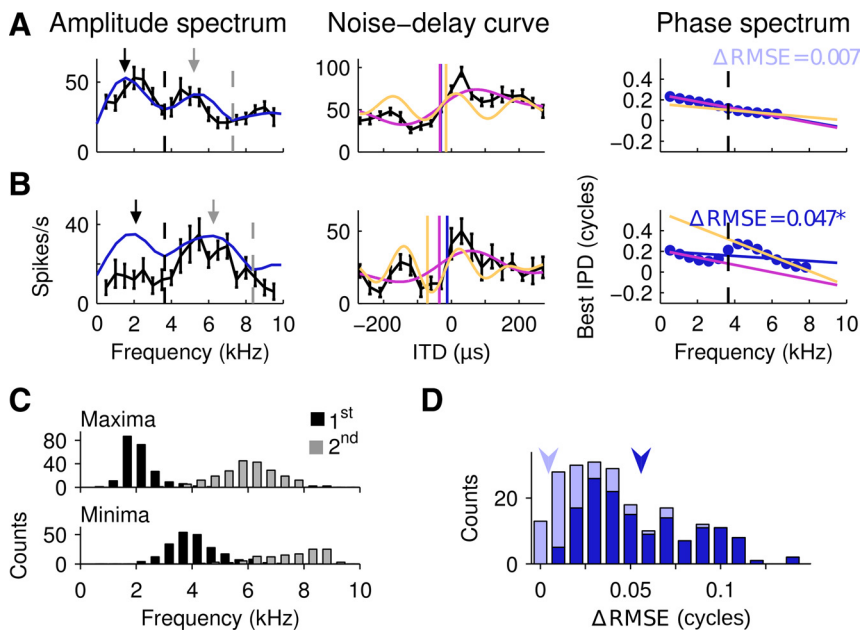 A Amplitude spectrum Noise−delay curve Phase spectrum
ΔRMSE=0.007
50
0
100
50
0
0.4
0.2
0
−0.2
B
ΔRMSE=0.047*
40
0
50
0
0.4
0.2
0
−0.2
Spikes/s
Best IPD (cycles)
0 2 4 6 8 10
−200 0 200
0 2 4 6 8 10
Frequency (kHz) ITD (μs) Frequency (kHz)
C
Maxima
1st
2nd
80
40
0
Minima
50
0
Counts
0 2 4 6 8 10
Frequency (kHz)
D
Counts
20
0
0 0.05 0.1
ΔRMSE (cycles)